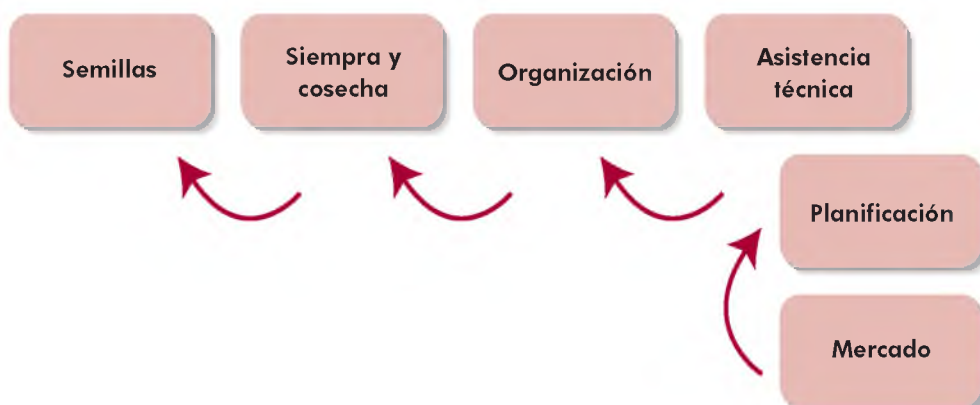 Semillas
Siempra y
cosecha
Organización
Asistencia
técnica
Planificación
Mercado